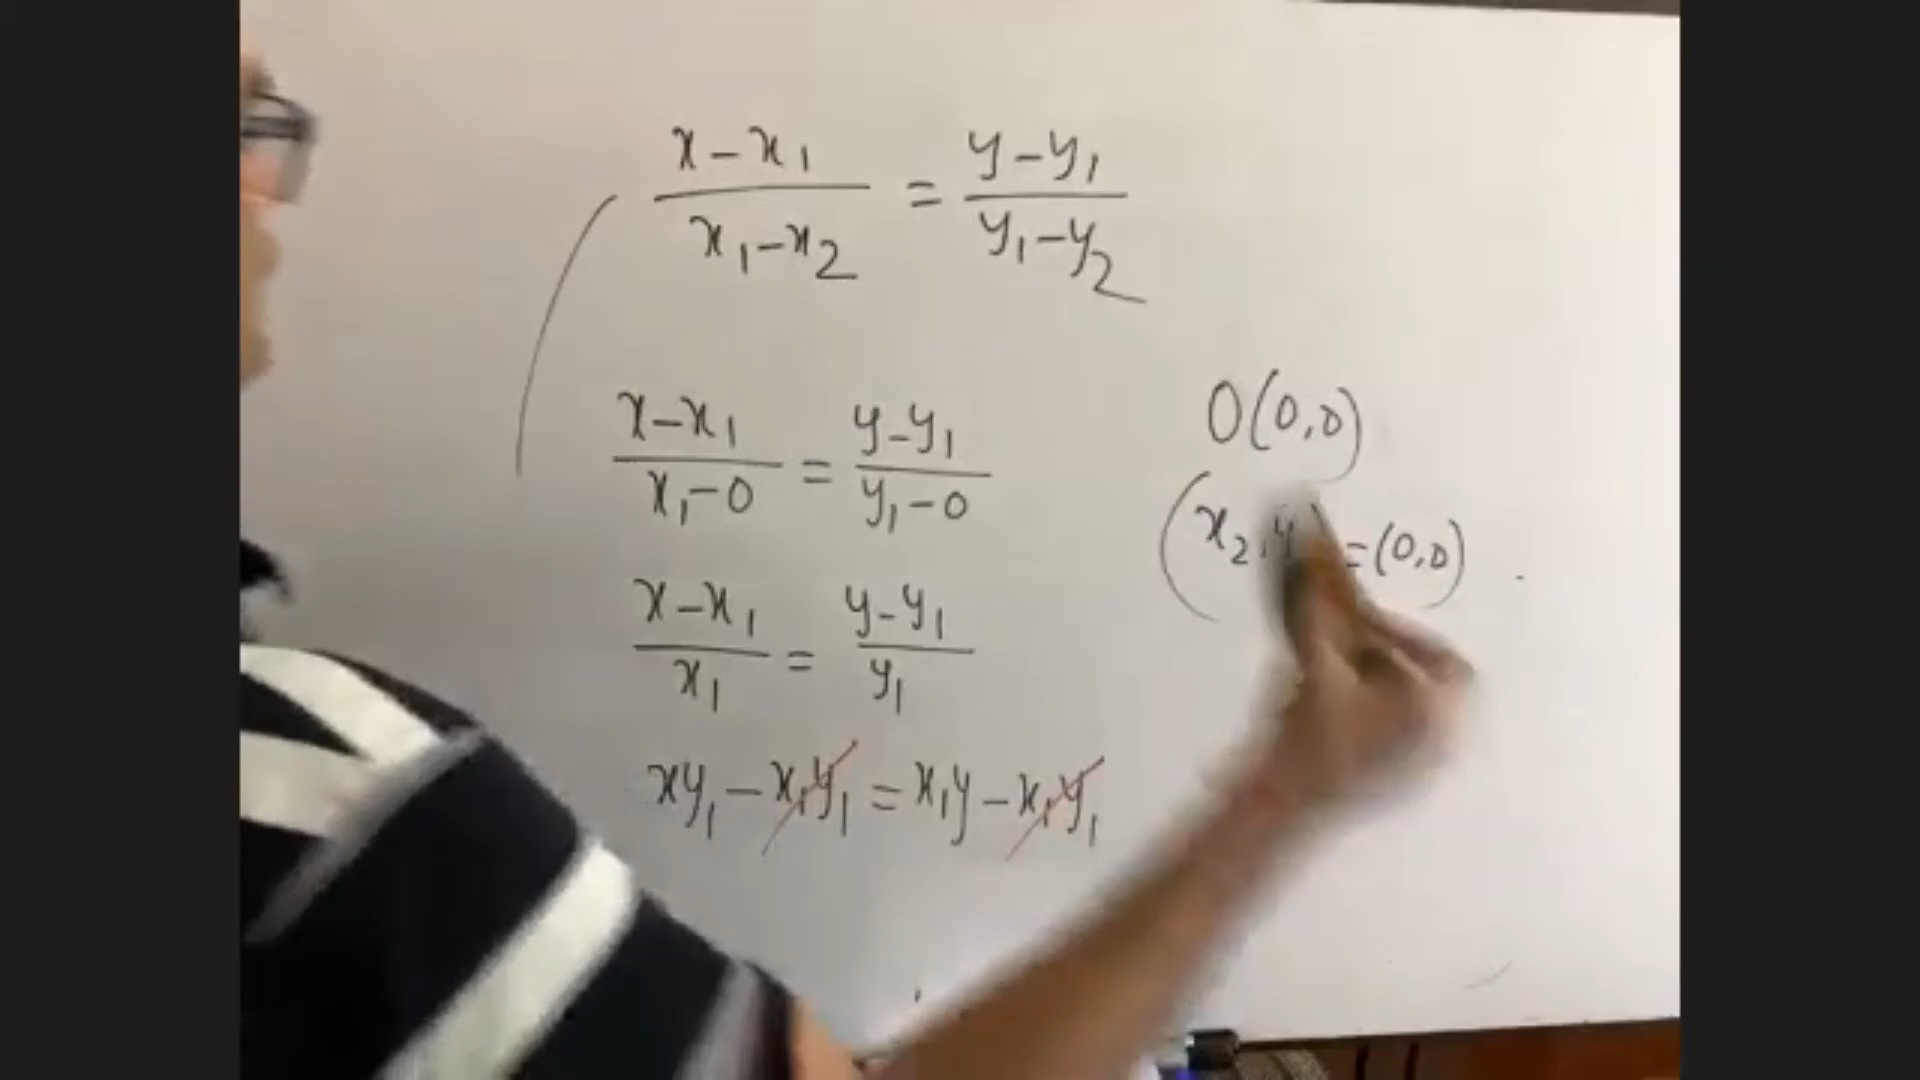 x-x₁/x₁-x₂ = y-y₁/y₁-y₂
x-x₁/x₁-0 = y-y₁/y₁-0
O(0,0)
(x₂,y = (0,0)
x-x₁/x₁ = y-y₁/y₁
xy₁ - x₁y₁ = x₁y - x₁y₁